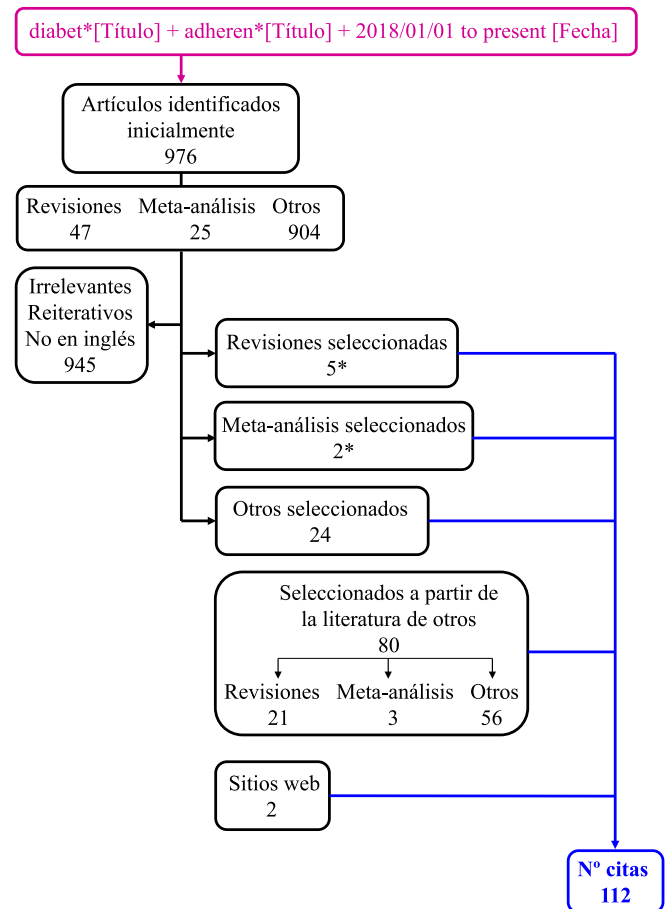 diabet*[Título] + adheren*[Título] + 2018/01/01 to present [Fecha]
Artículos identificados
inicialmente
976
Revisiones Meta-análisis Otros
47 25 904
Irrelevantes
Reiterativos
No en inglés
945
Revisiones seleccionadas
5*
Meta-análisis seleccionados
2*
Otros seleccionados
24
Seleccionados a partir de
la literatura de otros
80
Revisiones Meta-análisis Otros
21 3 56
Sitios web
2
Nº citas
112